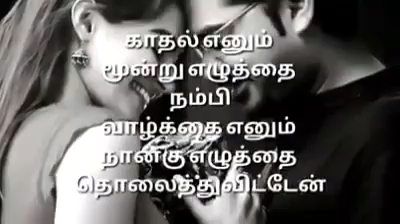 காதல் எனும்
மூன்று எழுத்தை
நம்பி
வாழ்க்கை எனும்
நான்கு எழுத்தை
தொலைத்துவிட்டேன்